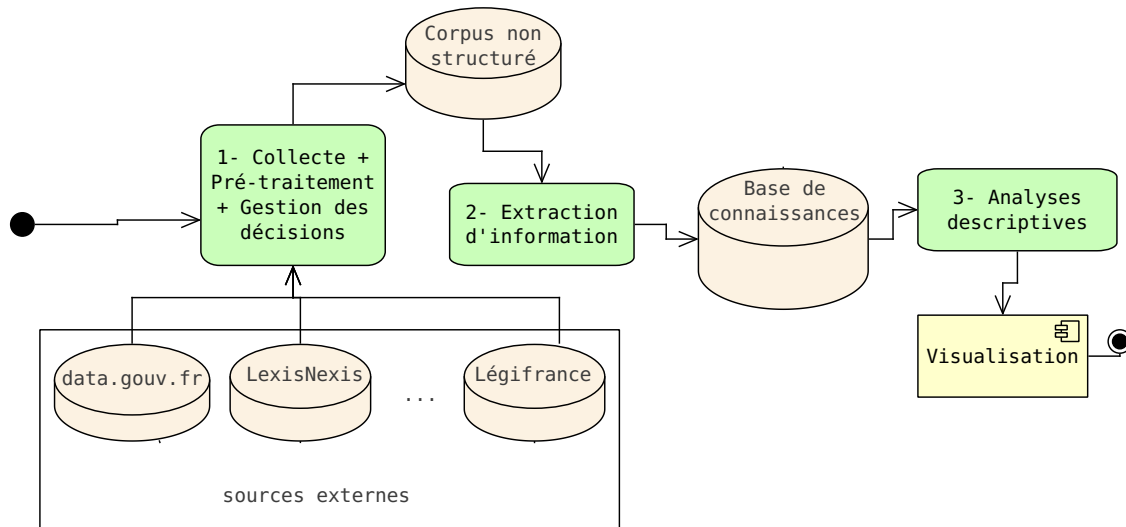 Corpus non
structuré
1- Collecte +
Pré-traitement
+ Gestion des
décisions
2- Extraction
d'information
Base de
connaissances
3- Analyses
descriptives
Visualisation
data.gouv.fr
LexisNexis
...
Légifrance
sources externes